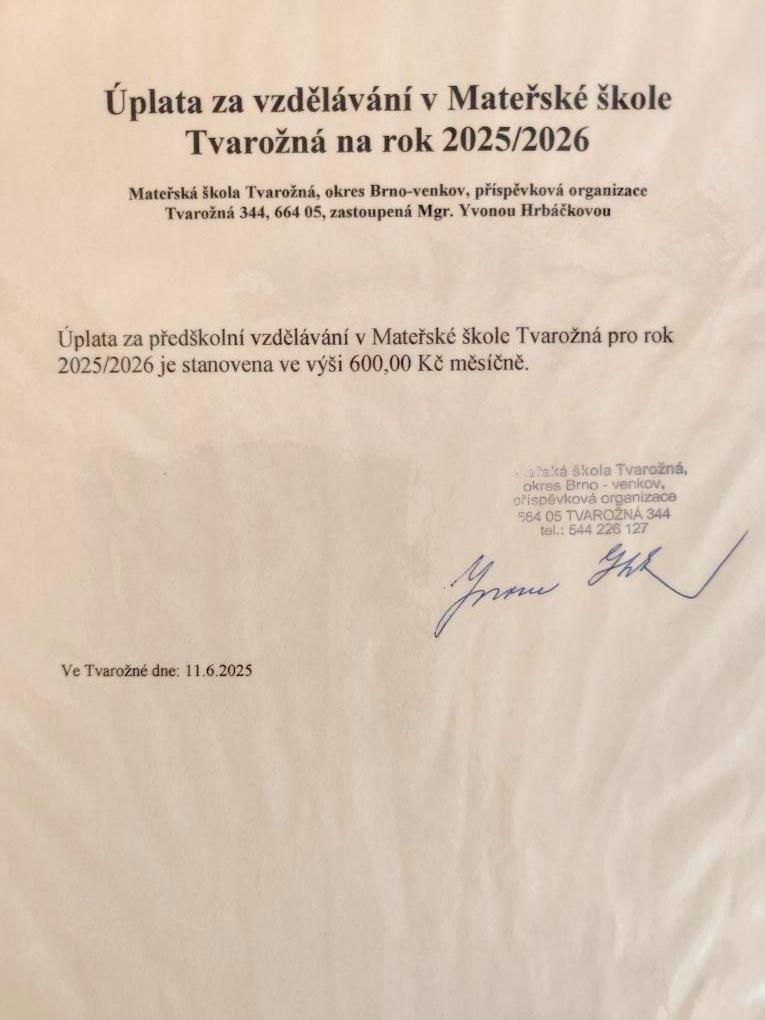 Úplata za vzdělávání v Mateřské škole
Tvarožná na rok 2025/2026
Mateřská škola Tvarožná, okres Brno-venkov, příspěvková organizace
Tvarožná 344, 664 05, zastoupená Mgr. Yvonou Hrbáčkovou
Úplata za předškolní vzdělávání v Mateřské škole Tvarožná pro rok
2025/2026 je stanovena ve výši 600,00 Kč měsíčně.
Mateřská škola Tvarožná,
okres Brno - venkov,
příspěvková organizace
664 05 TVAROŽNÁ 344
tel.: 544 226 127
Ve Tvarožné dne: 11.6.2025